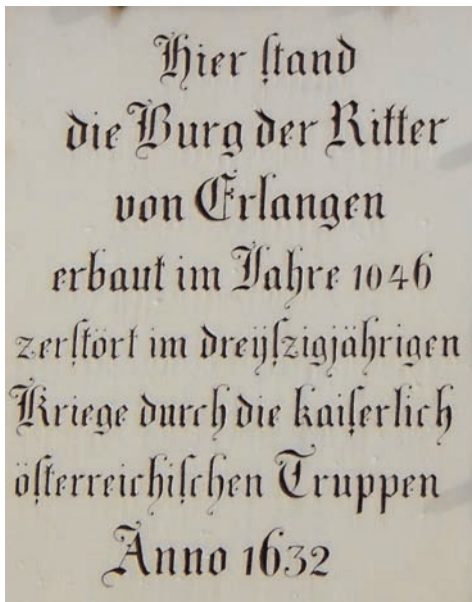 Hier ſtand
die Burg der Ritter
von Erlangen
erbaut im Jahre 1046
zerſtört im dreÿſzigjährigen
Kriege durch die kaiſerlich
öſterreichiſchen Truppen
Anno 1632